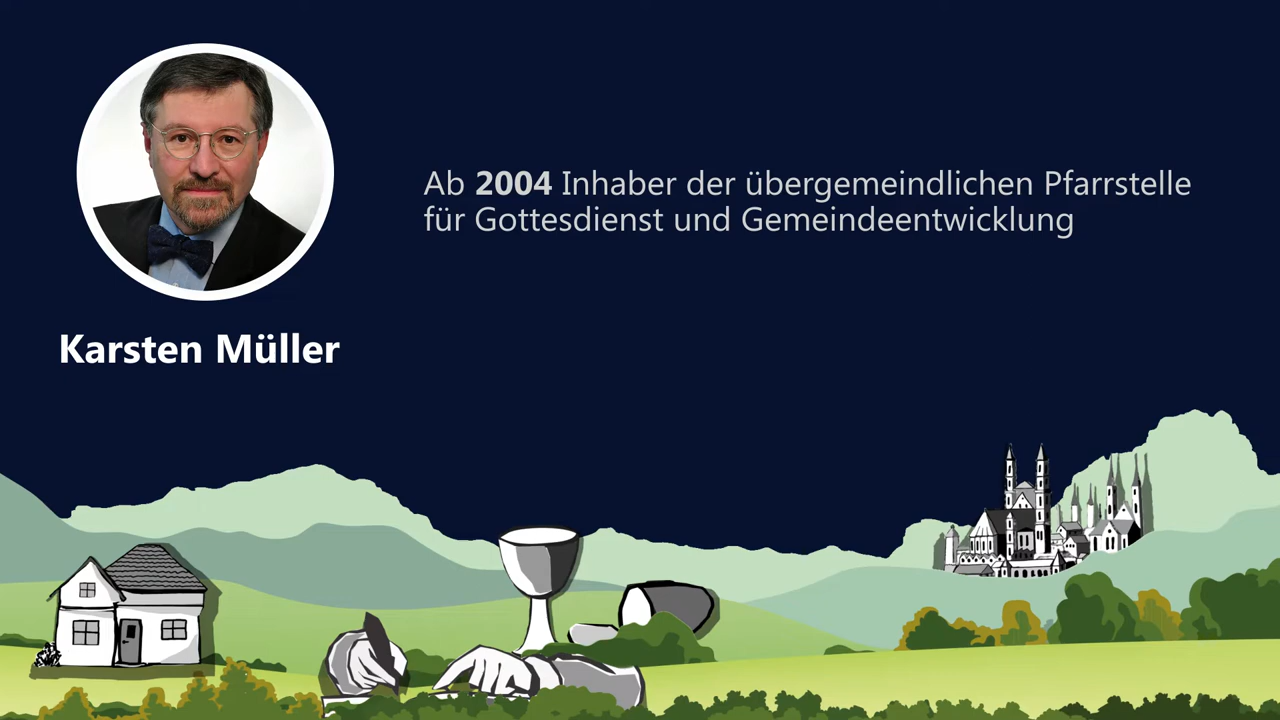 Ab 2004 Inhaber der übergemeindlichen Pfarrstelle
für Gottesdienst und Gemeindeentwicklung
Karsten Müller